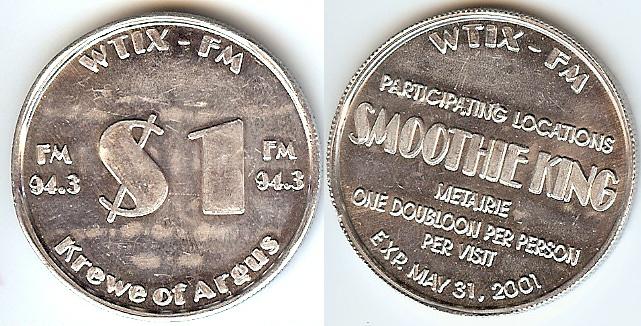 WTIX - FM
FM
94.3
$1
FM
94.3
Krewe of Argus
WTIX - FM
PARTICIPATING LOCATIONS
SMOOTHIE KING
METAIRIE
ONE DOUBLOON PER PERSON
PER VISIT
EXP. MAY 31, 2001